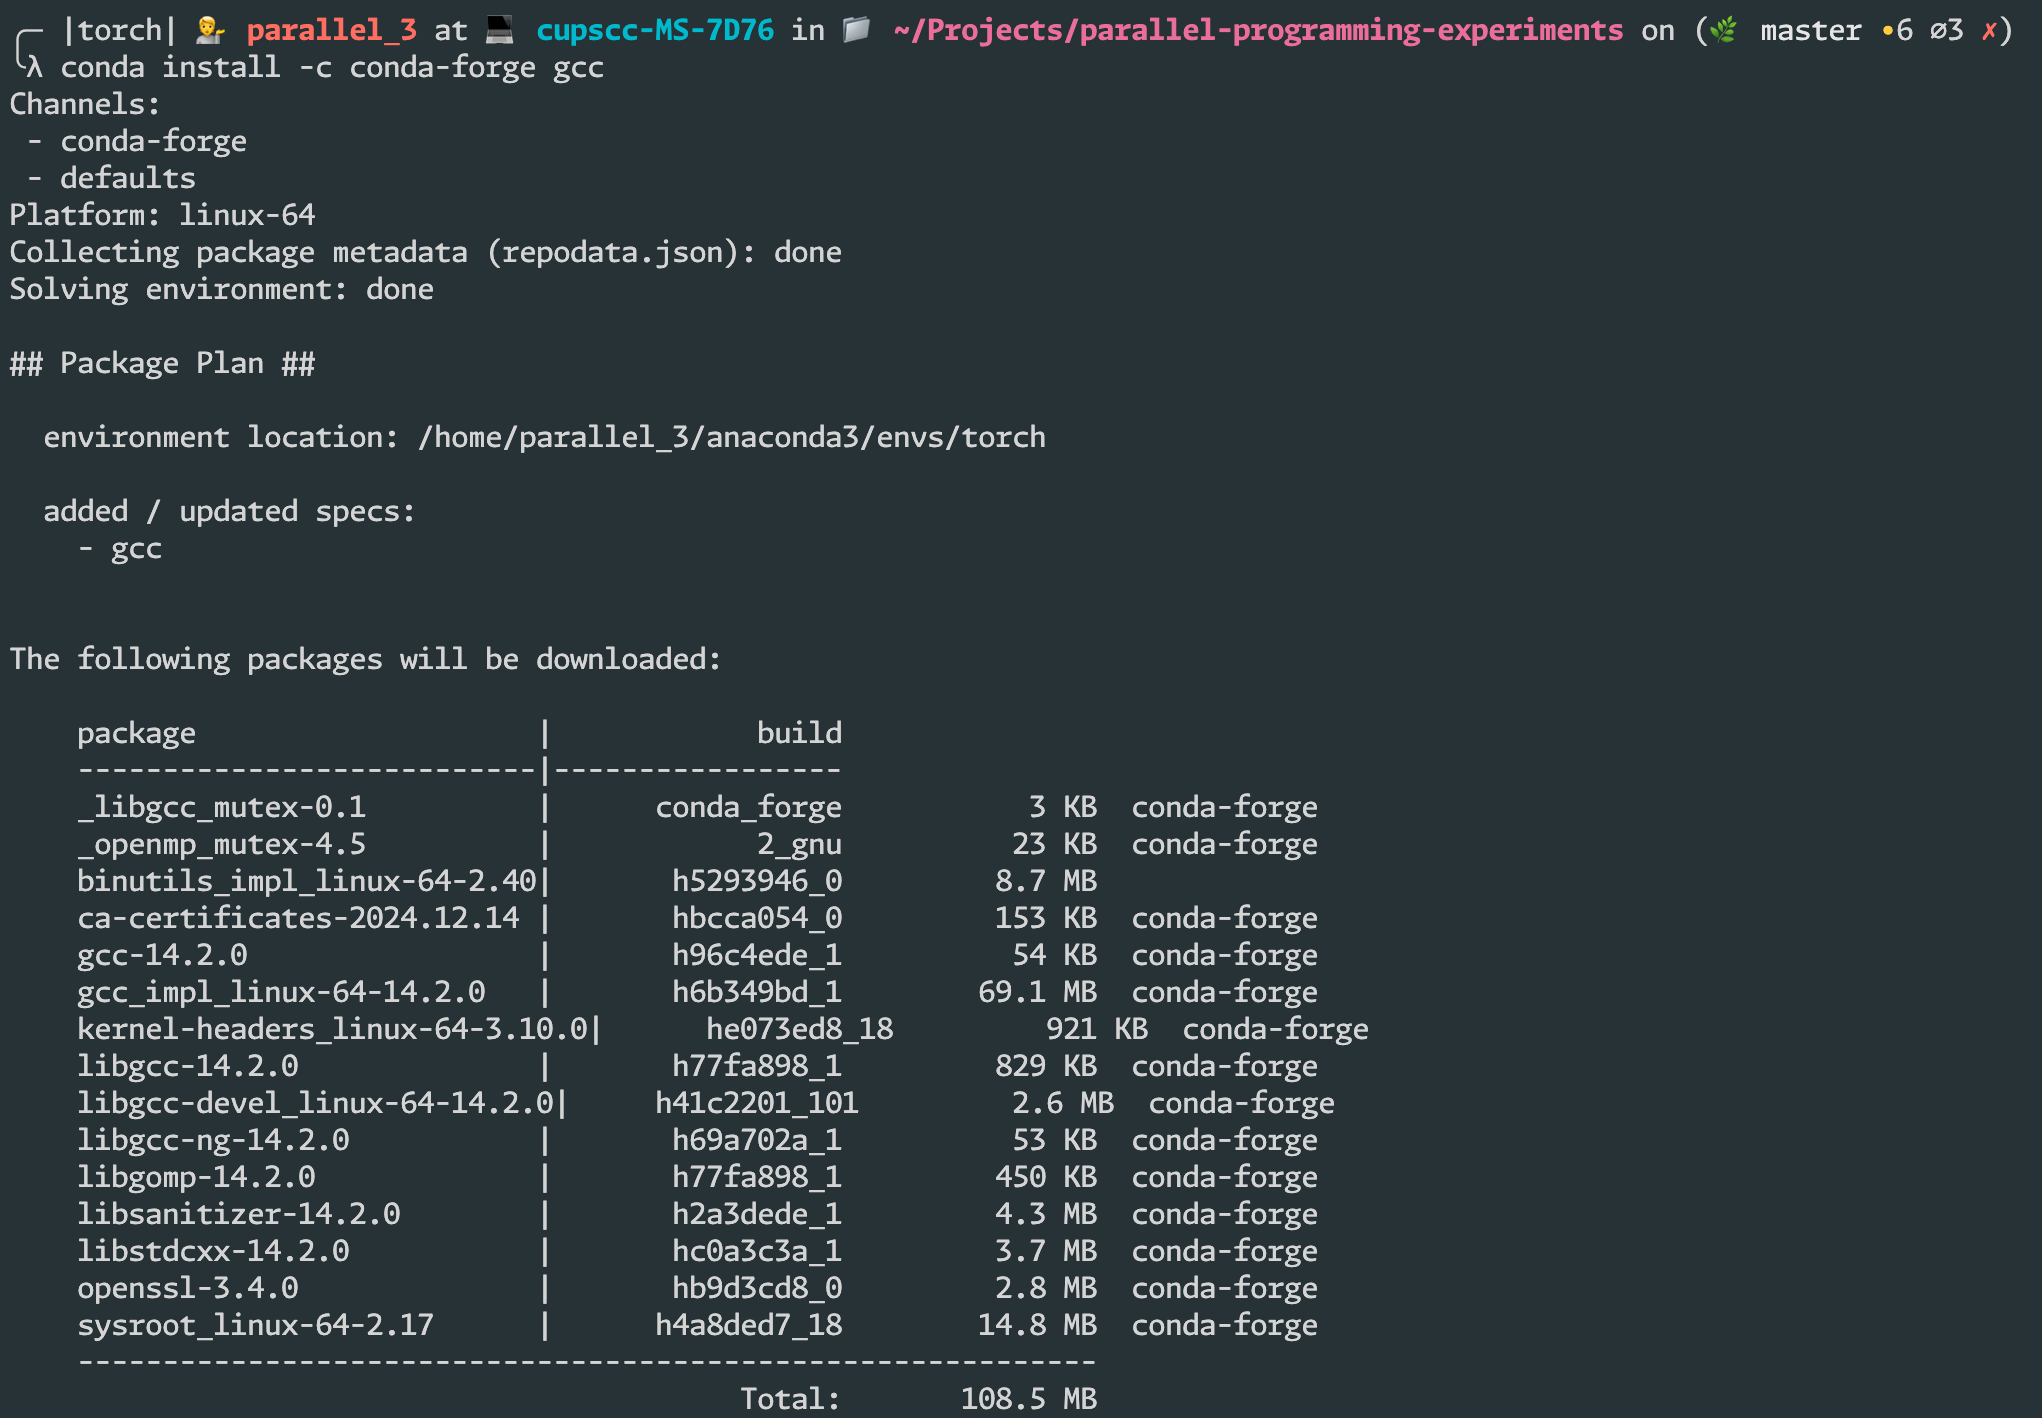 ╭─ |torch| 💁 parallel_3 at 💻 cupscc-MS-7D76 in 📁 ~/Projects/parallel-programming-experiments on (🌿 master •6 ⌀3 ✗)
╰λ conda install -c conda-forge gcc
Channels:
 - conda-forge
 - defaults
Platform: linux-64
Collecting package metadata (repodata.json): done
Solving environment: done

## Package Plan ##

  environment location: /home/parallel_3/anaconda3/envs/torch

  added / updated specs:
    - gcc


The following packages will be downloaded:

    package                    |            build
    ---------------------------|-----------------
    _libgcc_mutex-0.1          |      conda_forge           3 KB  conda-forge
    _openmp_mutex-4.5          |            2_gnu          23 KB  conda-forge
    binutils_impl_linux-64-2.40|       h5293946_0         8.7 MB
    ca-certificates-2024.12.14 |       hbcca054_0         153 KB  conda-forge
    gcc-14.2.0                 |       h96c4ede_1          54 KB  conda-forge
    gcc_impl_linux-64-14.2.0   |       h6b349bd_1        69.1 MB  conda-forge
    kernel-headers_linux-64-3.10.0|      he073ed8_18         921 KB  conda-forge
    libgcc-14.2.0              |       h77fa898_1         829 KB  conda-forge
    libgcc-devel_linux-64-14.2.0|     h41c2201_101         2.6 MB  conda-forge
    libgcc-ng-14.2.0           |       h69a702a_1          53 KB  conda-forge
    libgomp-14.2.0             |       h77fa898_1         450 KB  conda-forge
    libsanitizer-14.2.0        |       h2a3dede_1         4.3 MB  conda-forge
    libstdcxx-14.2.0           |       hc0a3c3a_1         3.7 MB  conda-forge
    openssl-3.4.0              |       hb9d3cd8_0         2.8 MB  conda-forge
    sysroot_linux-64-2.17      |      h4a8ded7_18        14.8 MB  conda-forge
    ------------------------------------------------------------
                                           Total:       108.5 MB